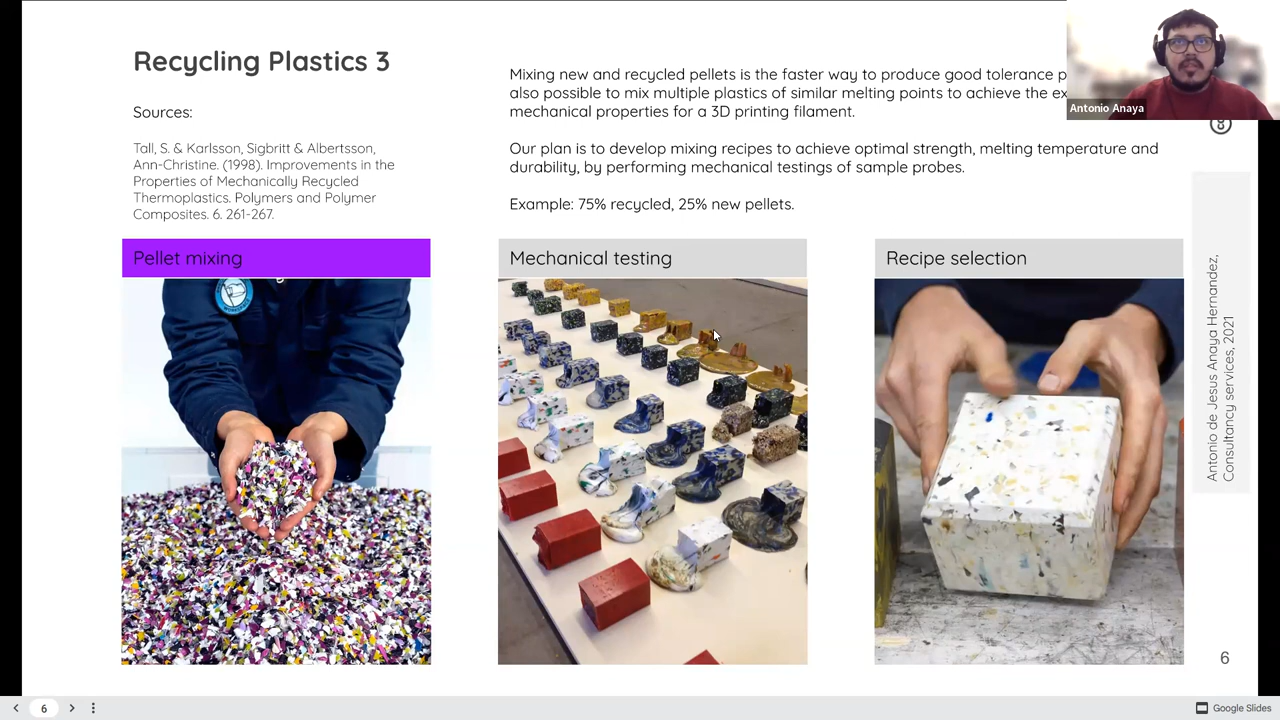 Recycling Plastics 3
Sources:
Tall, S. & Karlsson, Sigbritt & Albertsson,
Ann-Christine. (1998). Improvements in the
Properties of Mechanically Recycled
Thermoplastics. Polymers and Polymer
Composites. 6. 261-267.
Mixing new and recycled pellets is the faster way to produce good tolerance
also possible to mix multiple plastics of similar melting points to achieve the
mechanical properties for a 3D printing filament.
Our plan is to develop mixing recipes to achieve optimal strength, melting temperature and
durability, by performing mechanical testings of sample probes.
Example: 75% recycled, 25% new pellets.
Antonio Anaya
Pellet mixing
Mechanical testing
Recipe selection
Antonio de Jesus Anaya Hernandez,
Consultancy services, 2021
6
6
Google Slides